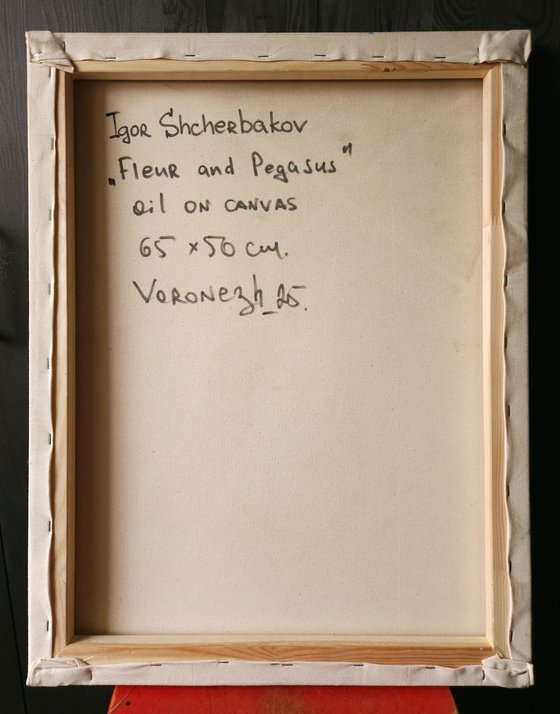 Igor Shcherbakov
„Fleur and Pegasus"
oil on canvas
65 x 50 cm.
Voronezh_25.